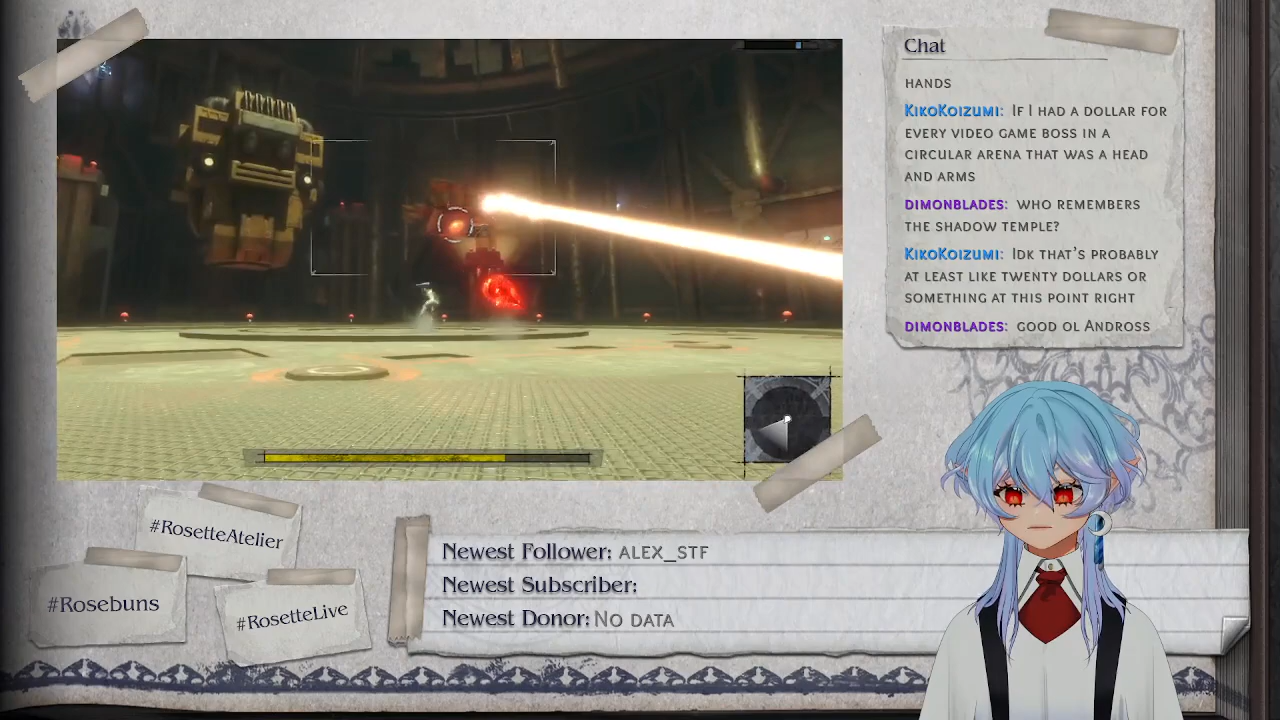 Chat
HANDS
KIKOKOIZUMI: IF I HAD A DOLLAR FOR
EVERY VIDEO GAME BOSS IN A
CIRCULAR ARENA THAT WAS A HEAD
AND ARMS
DIMONBLADES: WHO REMEMBERS
THE SHADOW TEMPLE?
KIKOKOIZUMI: IDK THAT'S PROBABLY
AT LEAST LIKE TWENTY DOLLARS OR
SOMETHING AT THIS POINT RIGHT
DIMONBLADES: GOOD OL ANDROSS
#RosetteAtelier
#Rosebuns
#RosetteLive
Newest Follower: ALEX_STF
Newest Subscriber:
Newest Donor: NO DATA